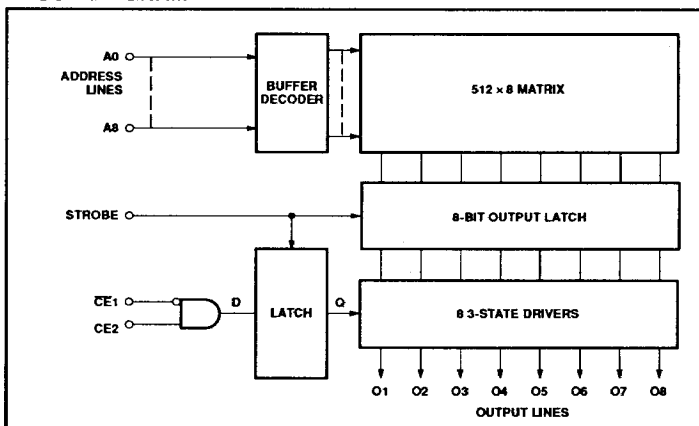 A0
ADDRESS
LINES
A8
BUFFER
DECODER
512 × 8 MATRIX
STROBE
8-BIT OUTPUT LATCH
CE1
CE2
D
LATCH
Q
8 3-STATE DRIVERS
O1 O2 O3 O4 O5 O6 O7 O8
OUTPUT LINES